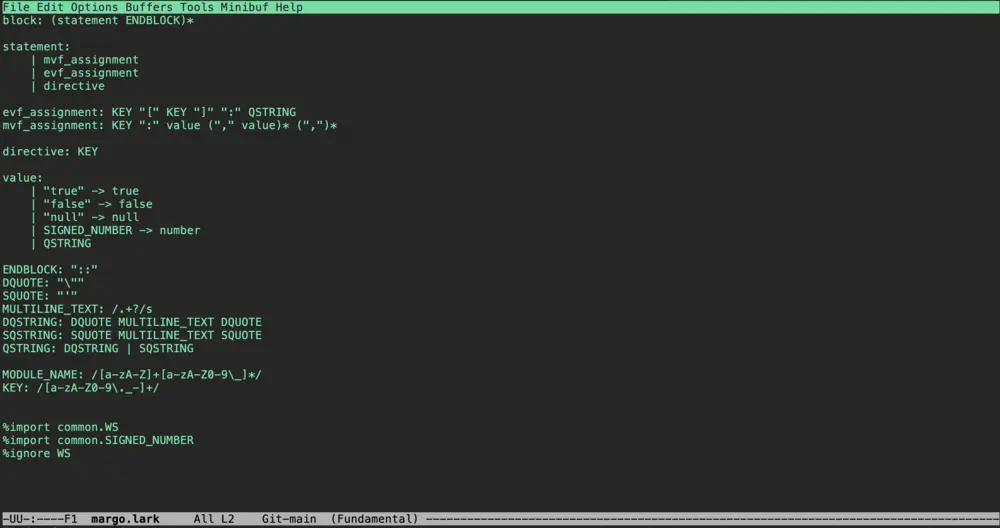 File Edit Options Buffers Tools Minibuf Help
block: (statement ENDBLOCK)*
statement:
    | mvf_assignment
    | evf_assignment
    | directive
evf_assignment: KEY "[" KEY "]" ":" QSTRING
mvf_assignment: KEY ":" value ("," value)* (",")*
directive: KEY
value:
    | "true" -> true
    | "false" -> false
    | "null" -> null
    | SIGNED_NUMBER -> number
    | QSTRING
ENDBLOCK: "::"
DQUOTE: "\""
SQUOTE: "'"
MULTILINE_TEXT: /.+?/s
DQSTRING: DQUOTE MULTILINE_TEXT DQUOTE
SQSTRING: SQUOTE MULTILINE_TEXT SQUOTE
QSTRING: DQSTRING | SQSTRING
MODULE_NAME: /[a-zA-Z]+[a-zA-Z0-9\_]*/
KEY: /[a-zA-Z0-9\._-]+/
%import common.WS
%import common.SIGNED_NUMBER
%ignore WS
-UU-:----F1  margo.lark     All L2    Git-main  (Fundamental) ----------------------------------------------------------------------------